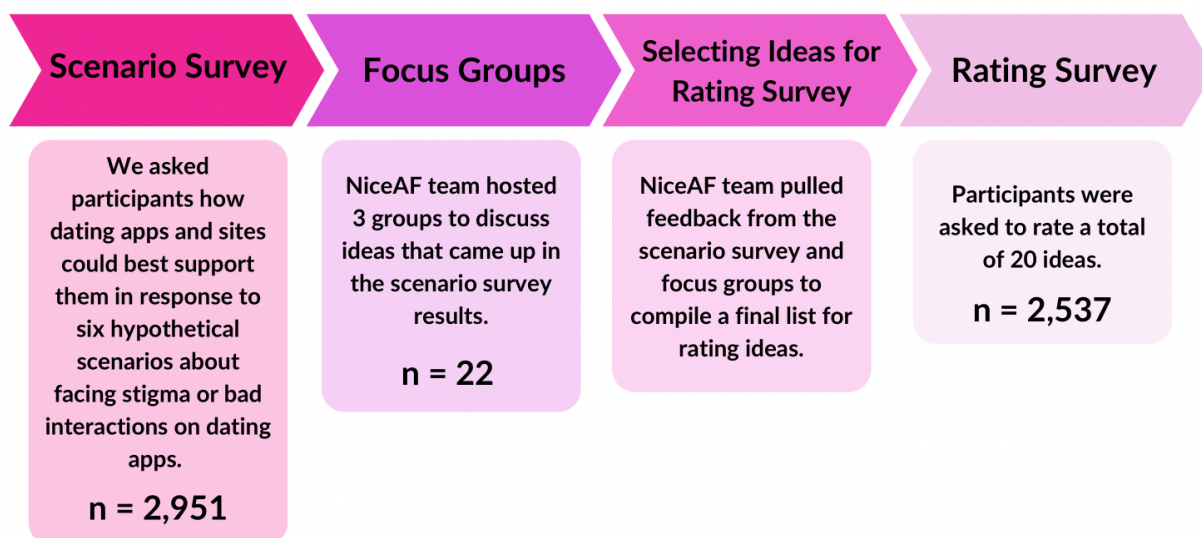 Scenario Survey
We asked
participants how
dating apps and sites
could best support
them in response to
six hypothetical
scenarios about
facing stigma or bad
interactions on dating
apps.
n = 2,951
Focus Groups
NiceAF team hosted
3 groups to discuss
ideas that came up in
the scenario survey
results.
n = 22
Selecting Ideas for
Rating Survey
NiceAF team pulled
feedback from the
scenario survey and
focus groups to
compile a final list for
rating ideas.
Rating Survey
Participants were
asked to rate a total
of 20 ideas.
n = 2,537